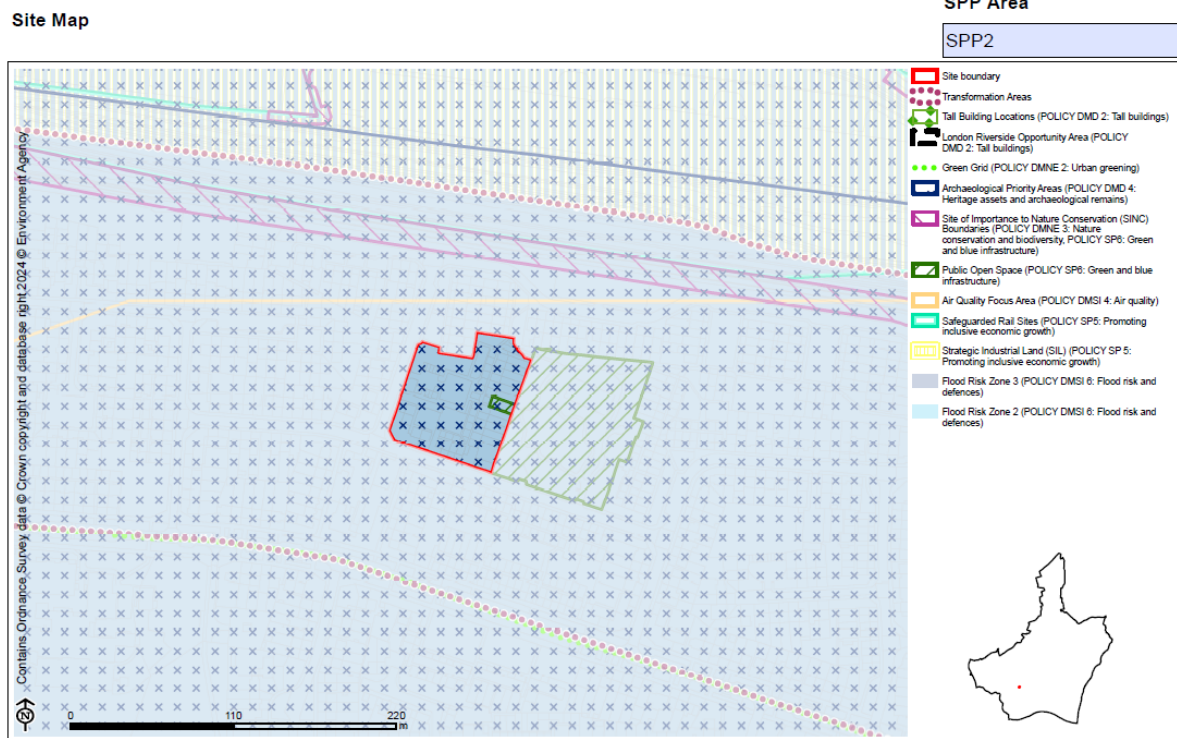 SPP Area
Site Map
SPP2
Site boundary
Transformation Areas
Tall Building Locations (POLICY DMD 2: Tall buildings)
London Riverside Opportunity Area (POLICY
DMD 2: Tall buildings)
Green Grid (POLICY DMNE 2: Urban greening)
Archaeological Priority Areas (POLICY DMD 4:
Heritage assets and archaeological remains)
Site of Importance to Nature Conservation (SINC)
Boundaries (POLICY DMNE 3: Nature
conservation and biodiversity, POLICY SP6: Green
and blue infrastructure)
Public Open Space (POLICY SP6: Green and blue
infrastructure)
Air Quality Focus Area (POLICY DMSI 4: Air quality)
Safeguarded Rail Sites (POLICY SP5: Promoting
inclusive economic growth)
Strategic Industrial Land (SIL) (POLICY SP 5:
Promoting inclusive economic growth)
Flood Risk Zone 3 (POLICY DMSI 6: Flood risk and
defences)
Flood Risk Zone 2 (POLICY DMSI 6: Flood risk and
defences)
Contains Ordnance Survey data © Crown copyright and database right 2024 © Environment Agency
N
0 110 220
m